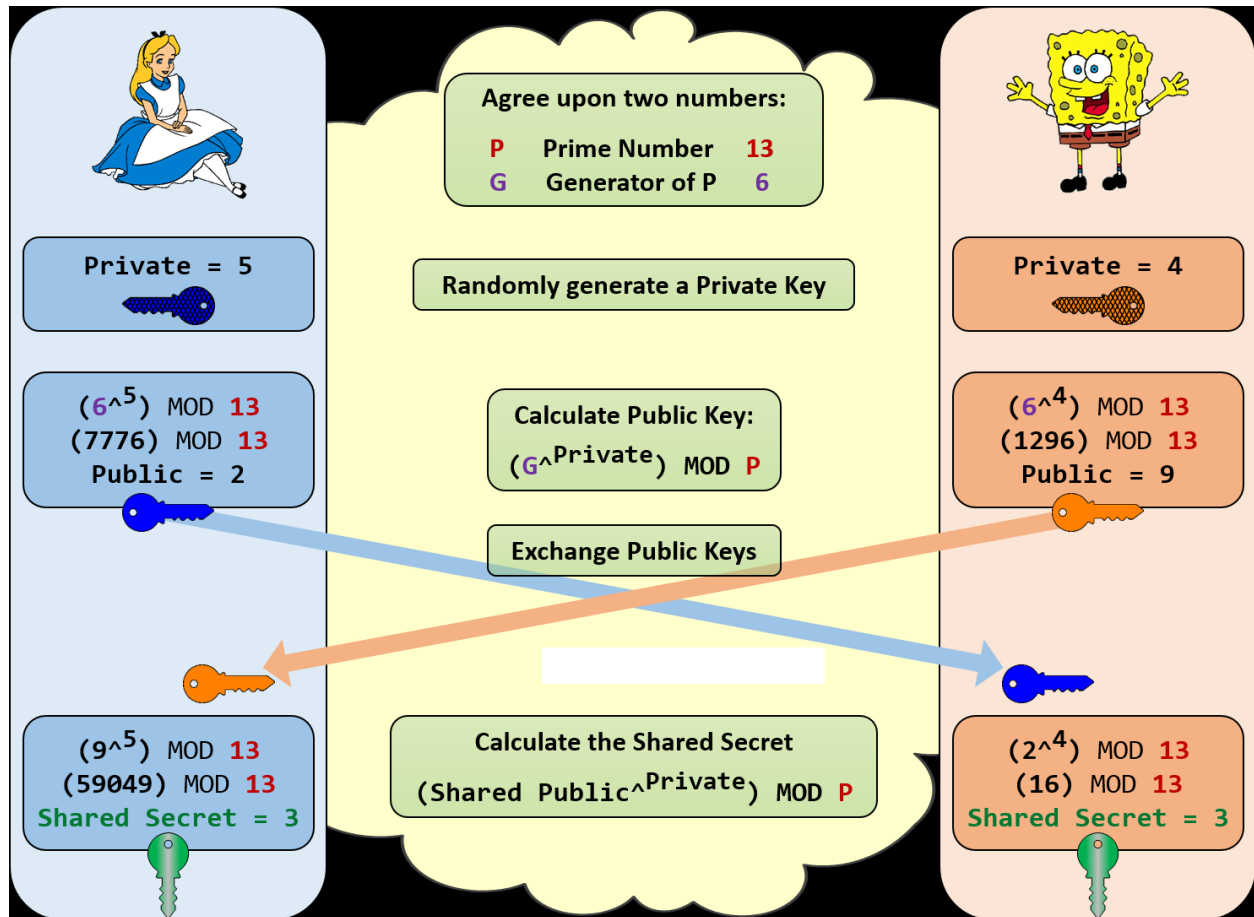 Agree upon two numbers:
P Prime Number 13
G Generator of P 6
Private = 5
Randomly generate a Private Key
Private = 4
(6^5) MOD 13
(7776) MOD 13
Public = 2
Calculate Public Key:
(G^Private) MOD P
(6^4) MOD 13
(1296) MOD 13
Public = 9
Exchange Public Keys
(9^5) MOD 13
(59049) MOD 13
Shared Secret = 3
Calculate the Shared Secret
(Shared Public^Private) MOD P
(2^4) MOD 13
(16) MOD 13
Shared Secret = 3